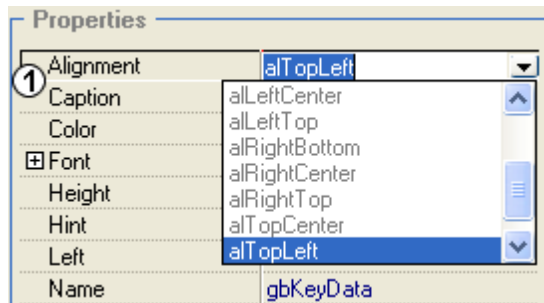 Properties
Alignment alTopLeft
1
Caption alLeftCenter
Color alLeftTop
alRightBottom
Font alRightCenter
Height alRightTop
Hint alTopCenter
Left alTopLeft
Name gbKeyData